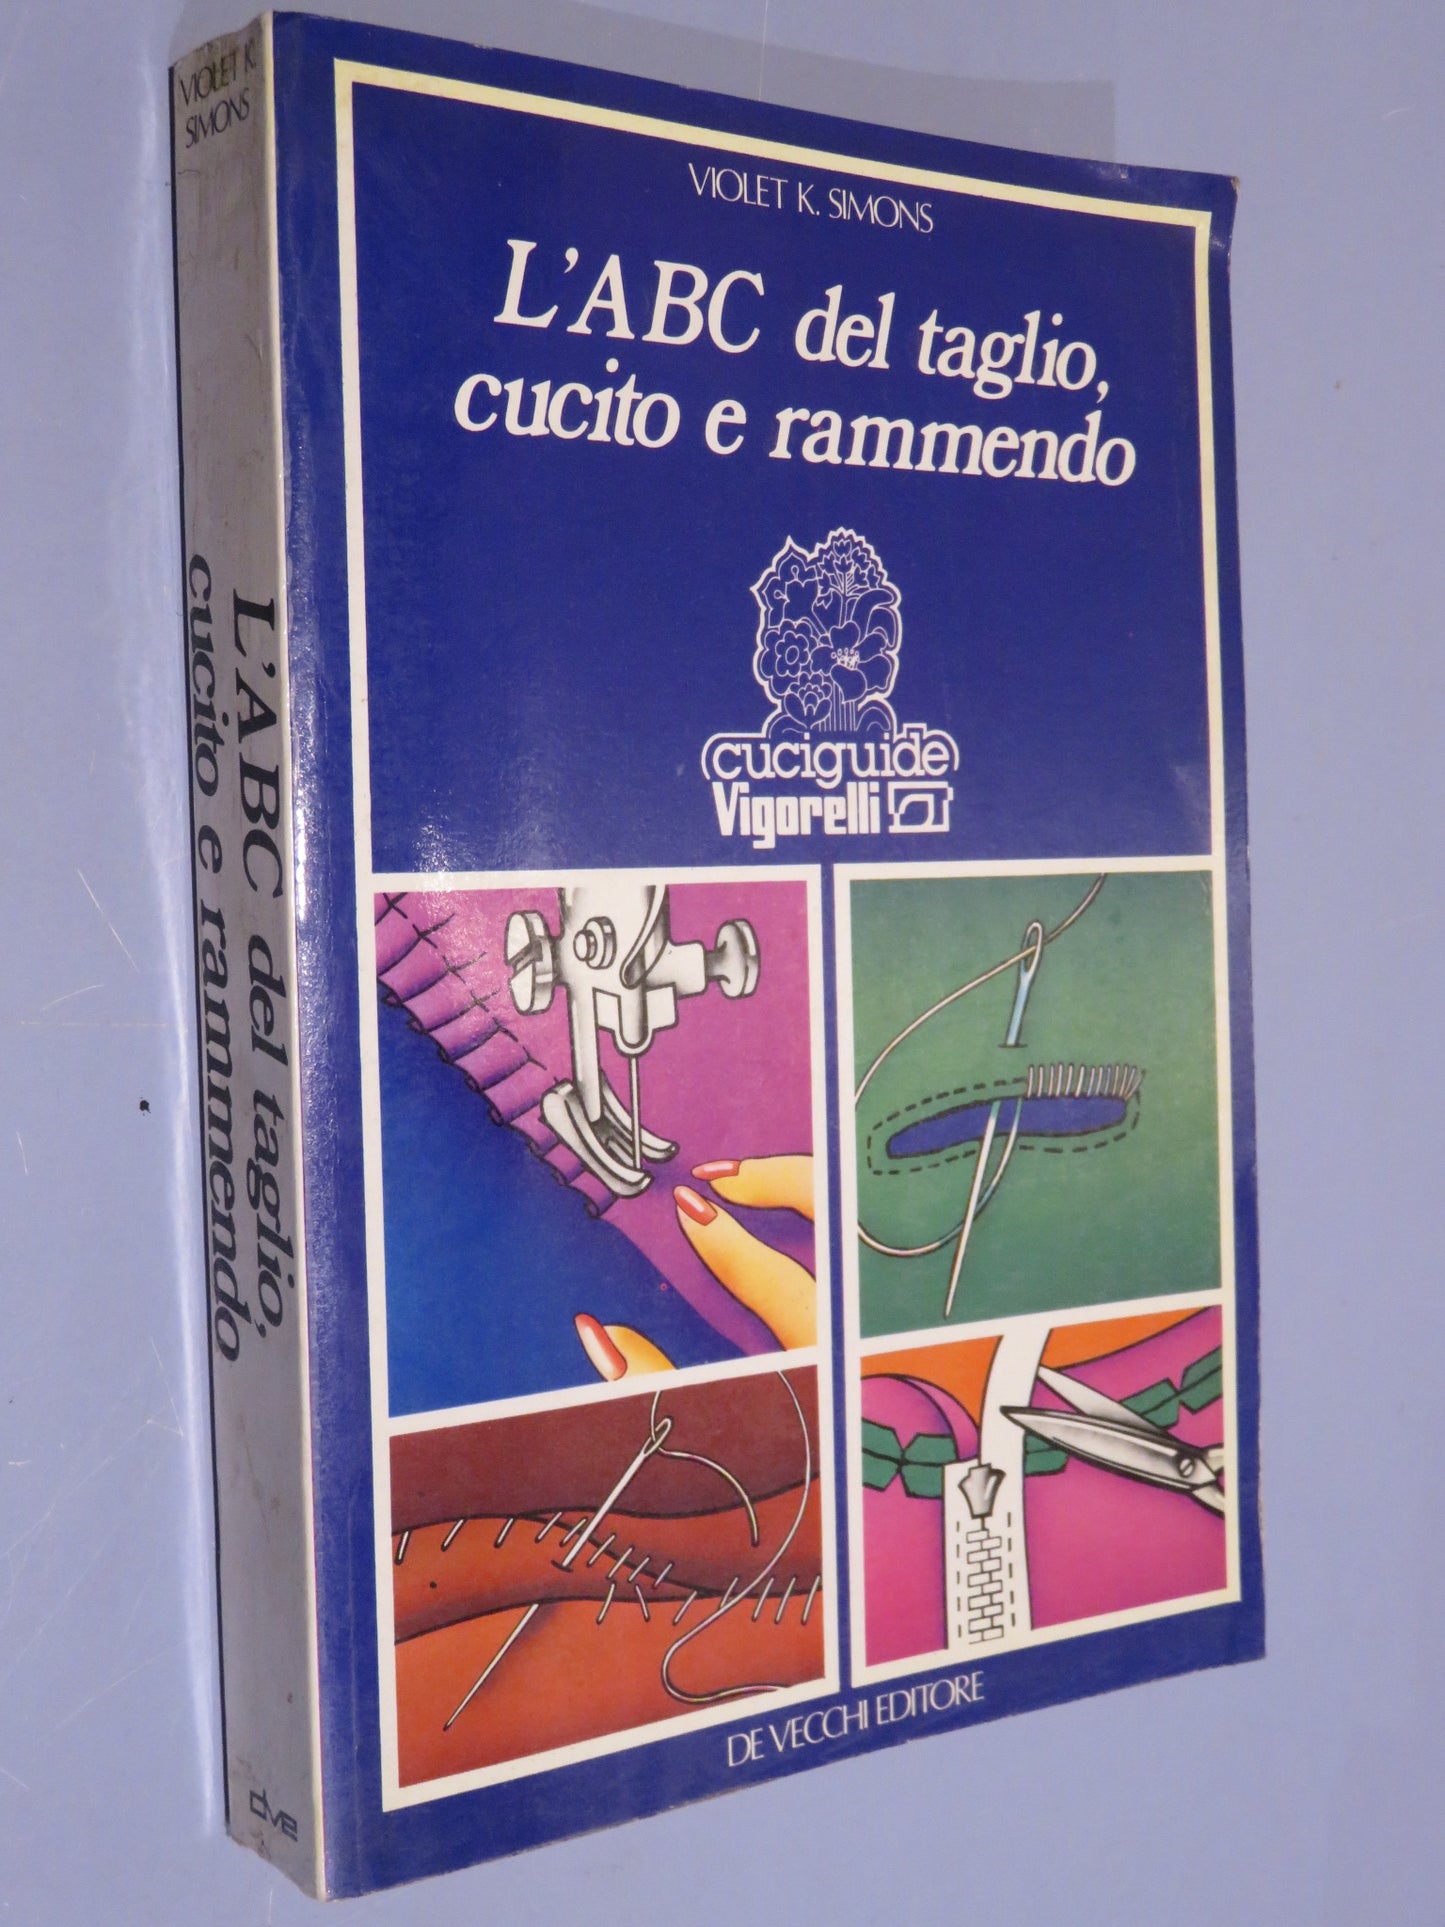 VIOLET K.
SIMONS
L'ABC del taglio,
cucito e rammendo
dve
VIOLET K. SIMONS
L'ABC del taglio,
cucito e rammendo
cuciguide
Vigorelli
DE VECCHI EDITORE